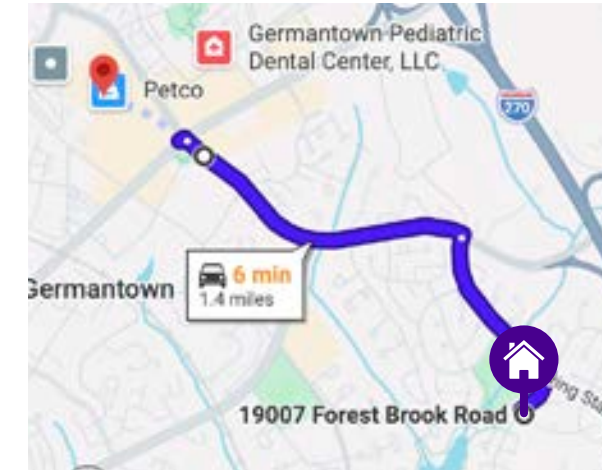 Germantown Pediatric
Dental Center, LLC
Petco
270
6 min
Germantown
1.4 miles
19007 Forest Brook Road